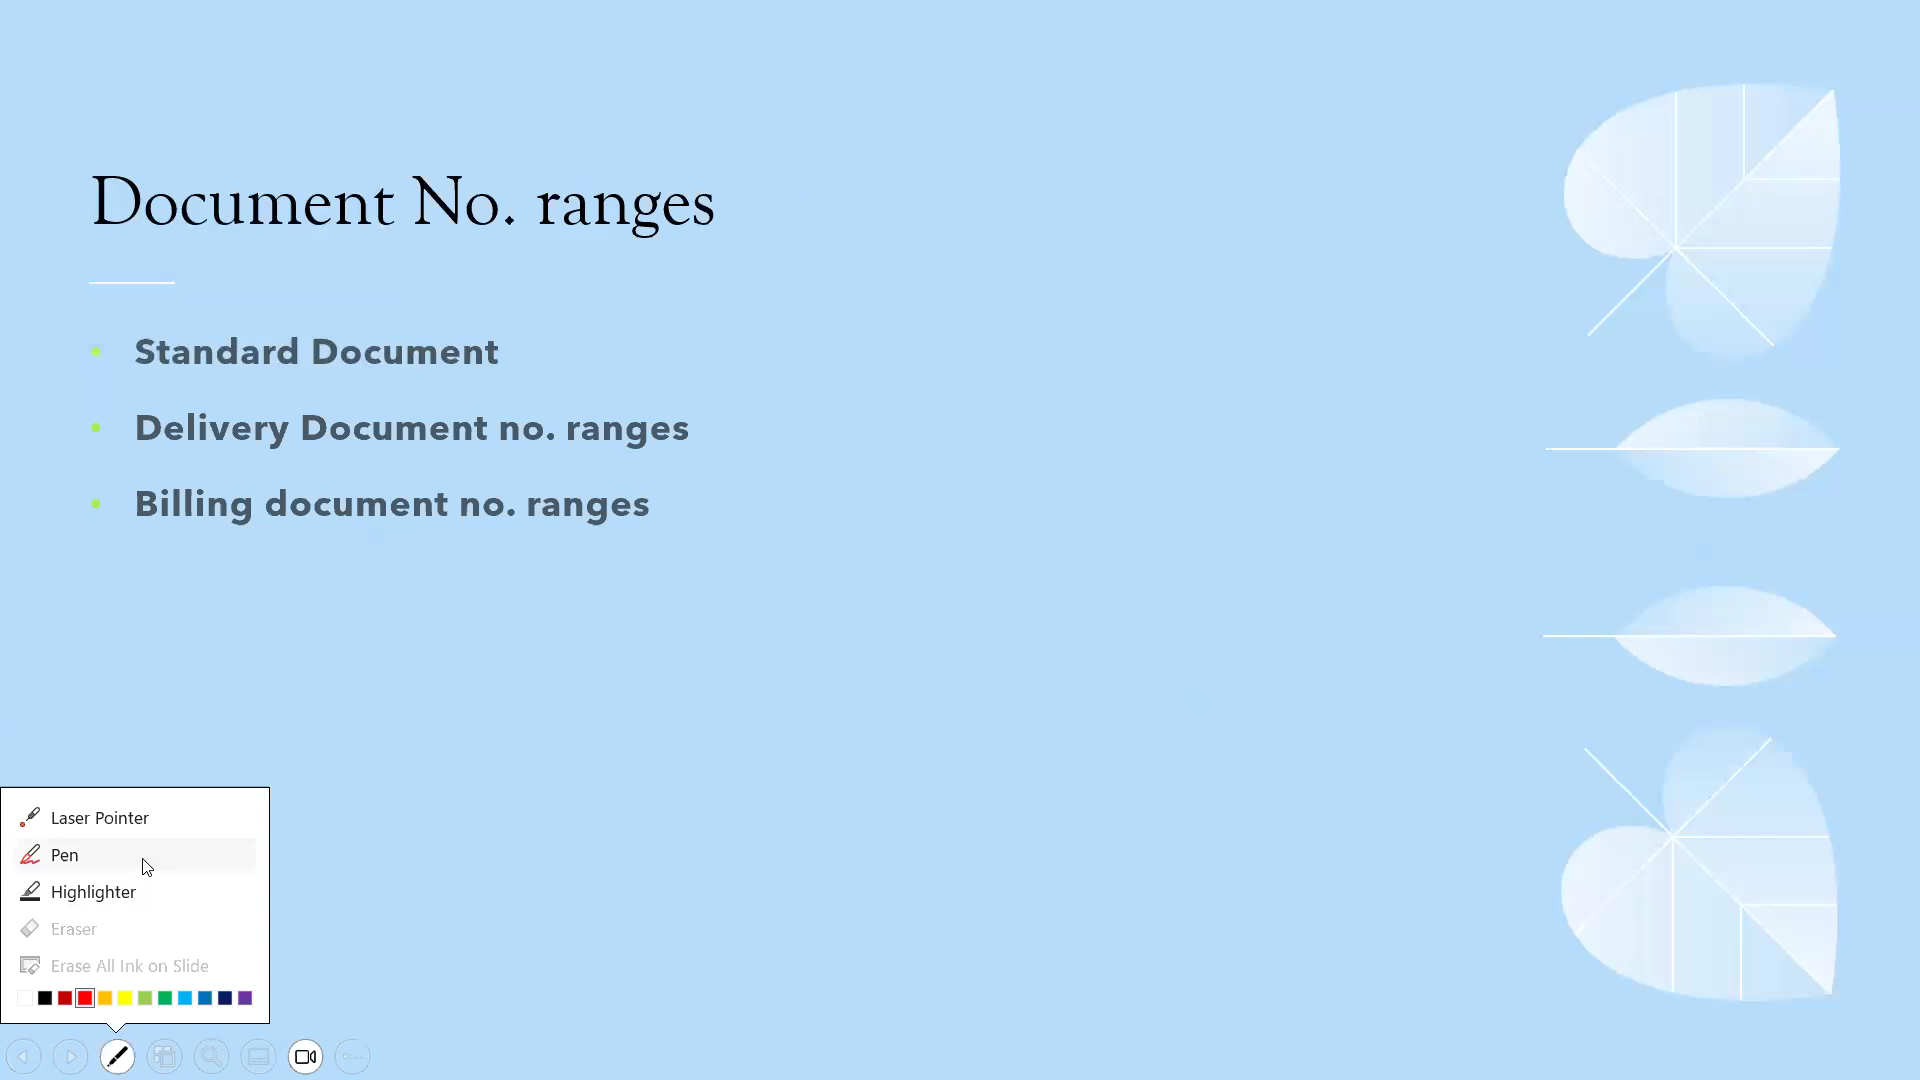 Document No. ranges
Standard Document
Delivery Document no. ranges
Billing document no. ranges
Laser Pointer
Pen
Highlighter
Eraser
Erase All Ink on Slide